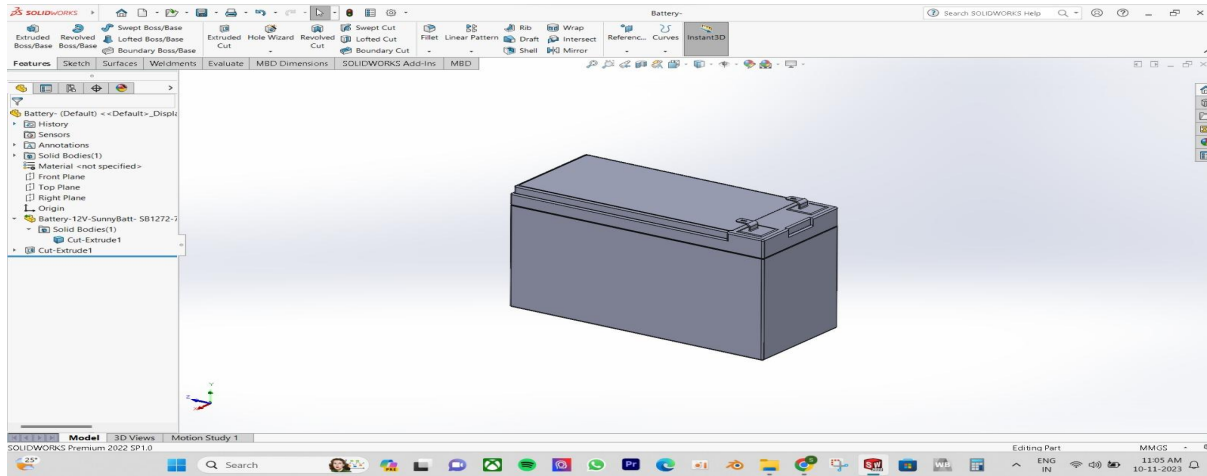 SOLIDWORKS
Battery-
Search SOLIDWORKS Help
Extruded Boss/Base
Revolved Boss/Base
Swept Boss/Base
Lofted Boss/Base
Boundary Boss/Base
Extruded Cut
Hole Wizard
Revolved Cut
Swept Cut
Lofted Cut
Boundary Cut
Fillet
Linear Pattern
Rib
Draft
Shell
Wrap
Intersect
Mirror
Referenc...
Curves
Instant3D
Features
Sketch
Surfaces
Weldments
Evaluate
MBD Dimensions
SOLIDWORKS Add-Ins
MBD
Battery- (Default) <<Default>_Displa
History
Sensors
Annotations
Solid Bodies(1)
Material <not specified>
Front Plane
Top Plane
Right Plane
Origin
Battery-12V-SunnyBatt- SB1272-7
Solid Bodies(1)
Cut-Extrude1
Cut-Extrude1
Y
Z
X
Model
3D Views
Motion Study 1
SOLIDWORKS Premium 2022 SP1.0
Editing Part
MMGS
25°
Search
Pr
Ai
SW
ENG
IN
11:05 AM
10-11-2023